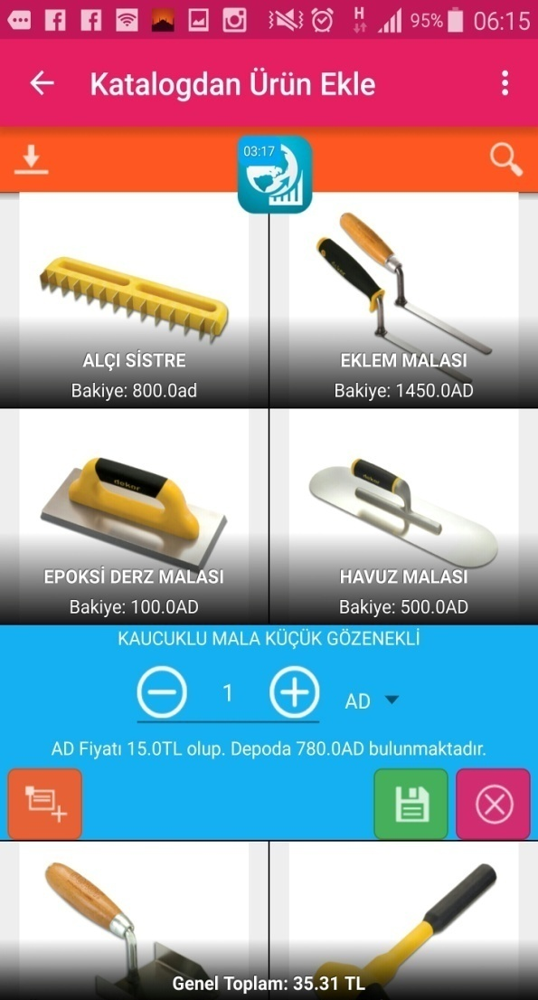 H
95%
06:15
Katalogdan Ürün Ekle
03:17
ALÇI SİSTRE
Bakiye: 800.0ad
EKLEM MALASI
Bakiye: 1450.0AD
dekor
EPOKSİ DERZ MALASI
Bakiye: 100.0AD
dekor
HAVUZ MALASI
Bakiye: 500.0AD
KAUCUKLU MALA KÜÇÜK GÖZENEKLİ
1
AD
AD Fiyatı 15.0TL olup. Depoda 780.0AD bulunmaktadır.
Genel Toplam: 35.31 TL